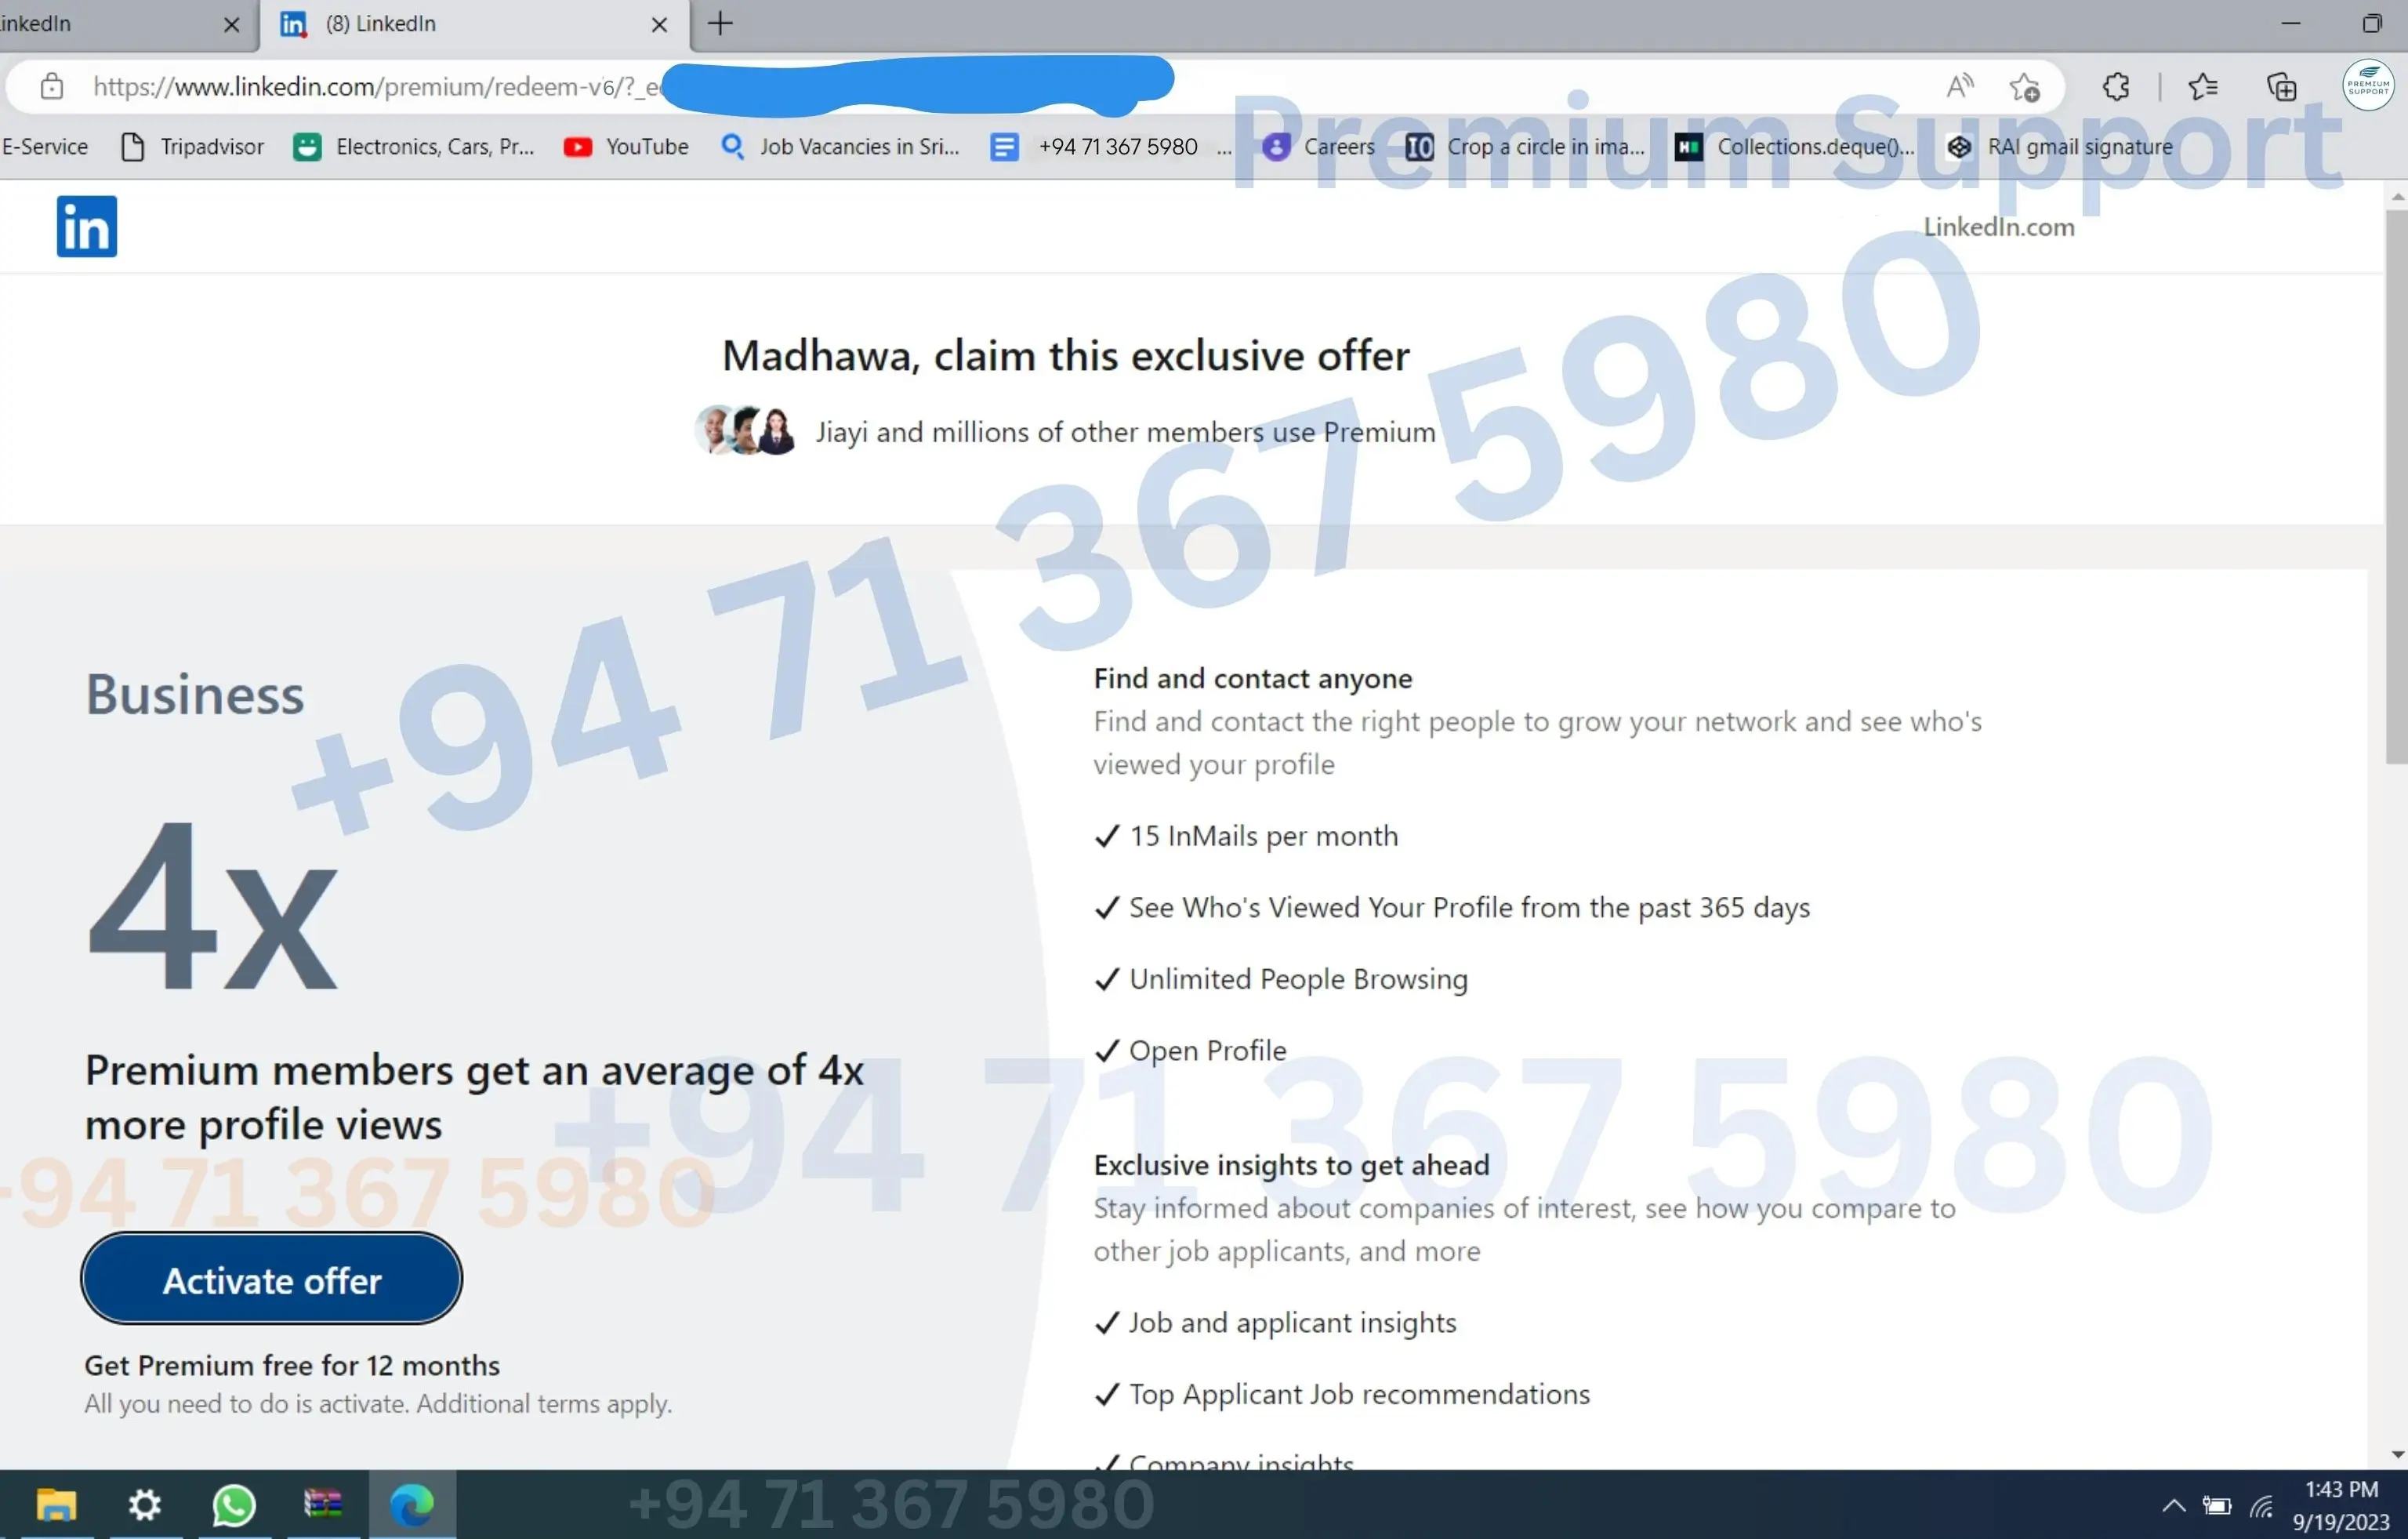 inkedIn
(8) LinkedIn
https://www.linkedin.com/premium/redeem-v6/?_e
PREMIUM
SUPPORT
E-Service
Tripadvisor
Electronics, Cars, Pr...
YouTube
Job Vacancies in Sri...
+94 71 367 5980 ...
Careers
Crop a circle in ima...
Collections.deque()...
RAI gmail signature
Premium Support
in
LinkedIn.com
Madhawa, claim this exclusive offer
Jiayi and millions of other members use Premium
+94 71 367 5980
Business
4x
Premium members get an average of 4x
more profile views
+94 71 367 5980
-94 71 367 5980
Activate offer
Get Premium free for 12 months
All you need to do is activate. Additional terms apply.
Find and contact anyone
Find and contact the right people to grow your network and see who's
viewed your profile
15 InMails per month
See Who's Viewed Your Profile from the past 365 days
Unlimited People Browsing
Open Profile
Exclusive insights to get ahead
Stay informed about companies of interest, see how you compare to
other job applicants, and more
Job and applicant insights
Top Applicant Job recommendations
Company insights
+94 71 367 5980
1:43 PM
9/19/2023